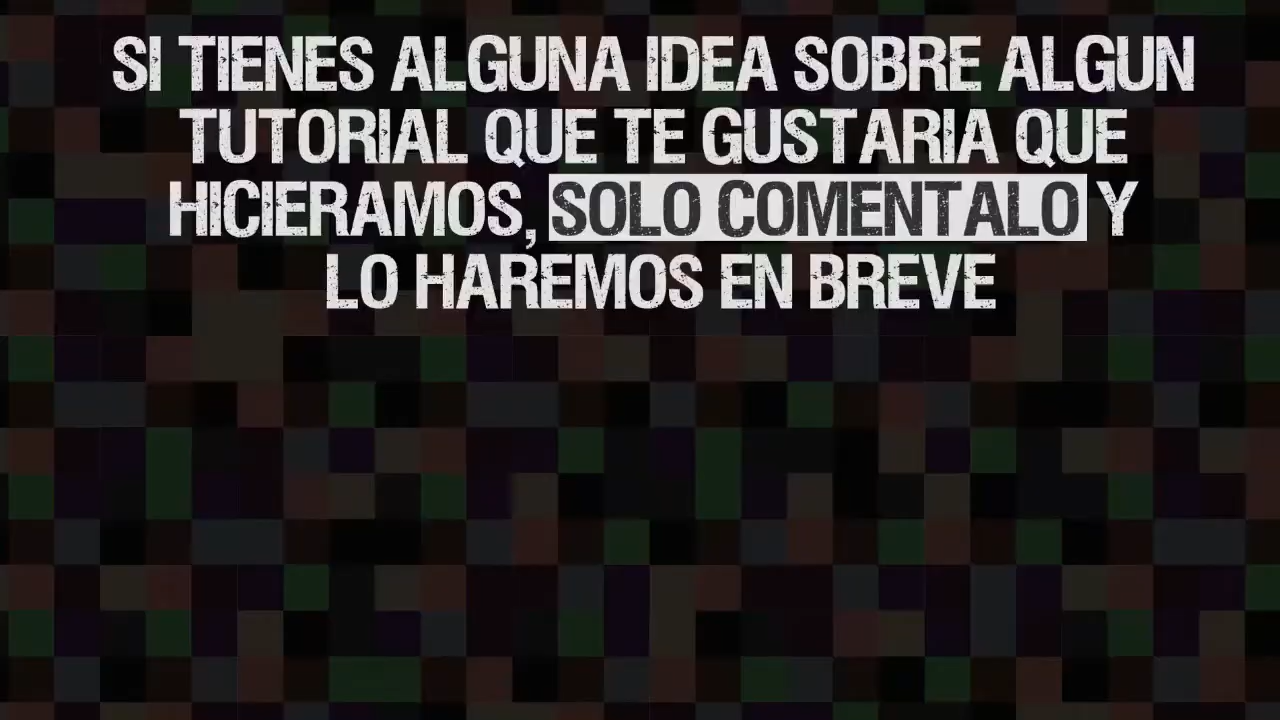 SI TIENES ALGUNA IDEA SOBRE ALGUN
TUTORIAL QUE TE GUSTARIA QUE
HICIERAMOS, SOLO COMENTALO Y
LO HAREMOS EN BREVE